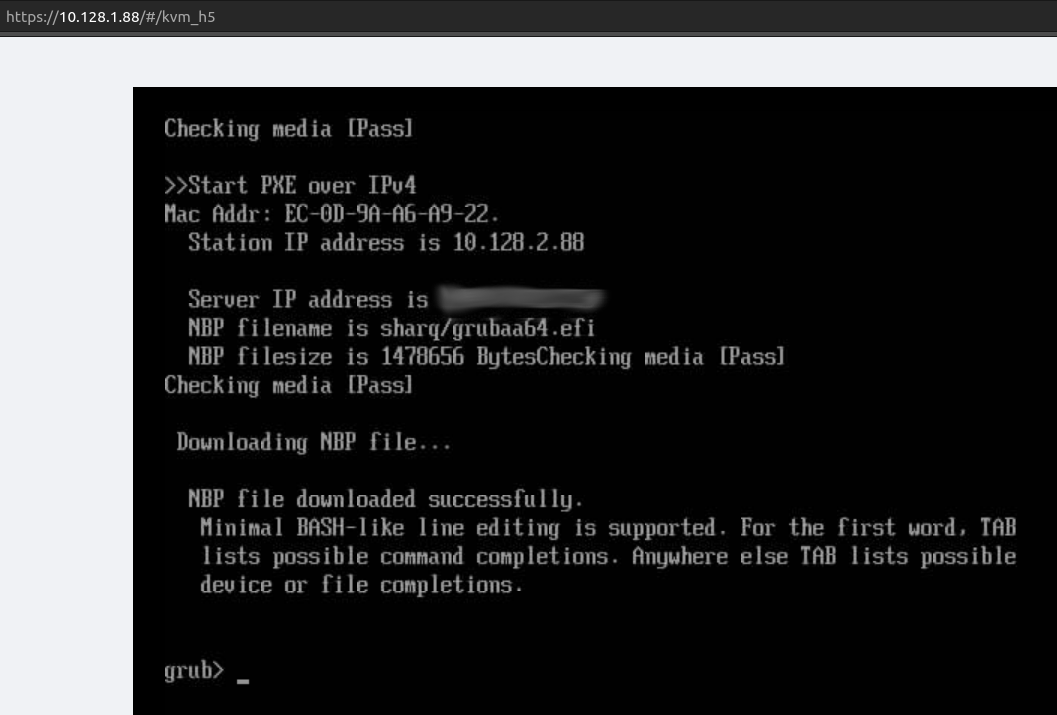 https://10.128.1.88/#/kvm_h5
Checking media [Pass]
>>Start PXE over IPv4
Mac Addr: EC-0D-9A-A6-A9-22.
Station IP address is 10.128.2.88
Server IP address is
NBP filename is sharq/grubaa64.efi
NBP filesize is 1478656 BytesChecking media [Pass]
Checking media [Pass]
Downloading NBP file...
NBP file downloaded successfully.
Minimal BASH-like line editing is supported. For the first word, TAB
lists possible command completions. Anywhere else TAB lists possible
device or file completions.
grub> _